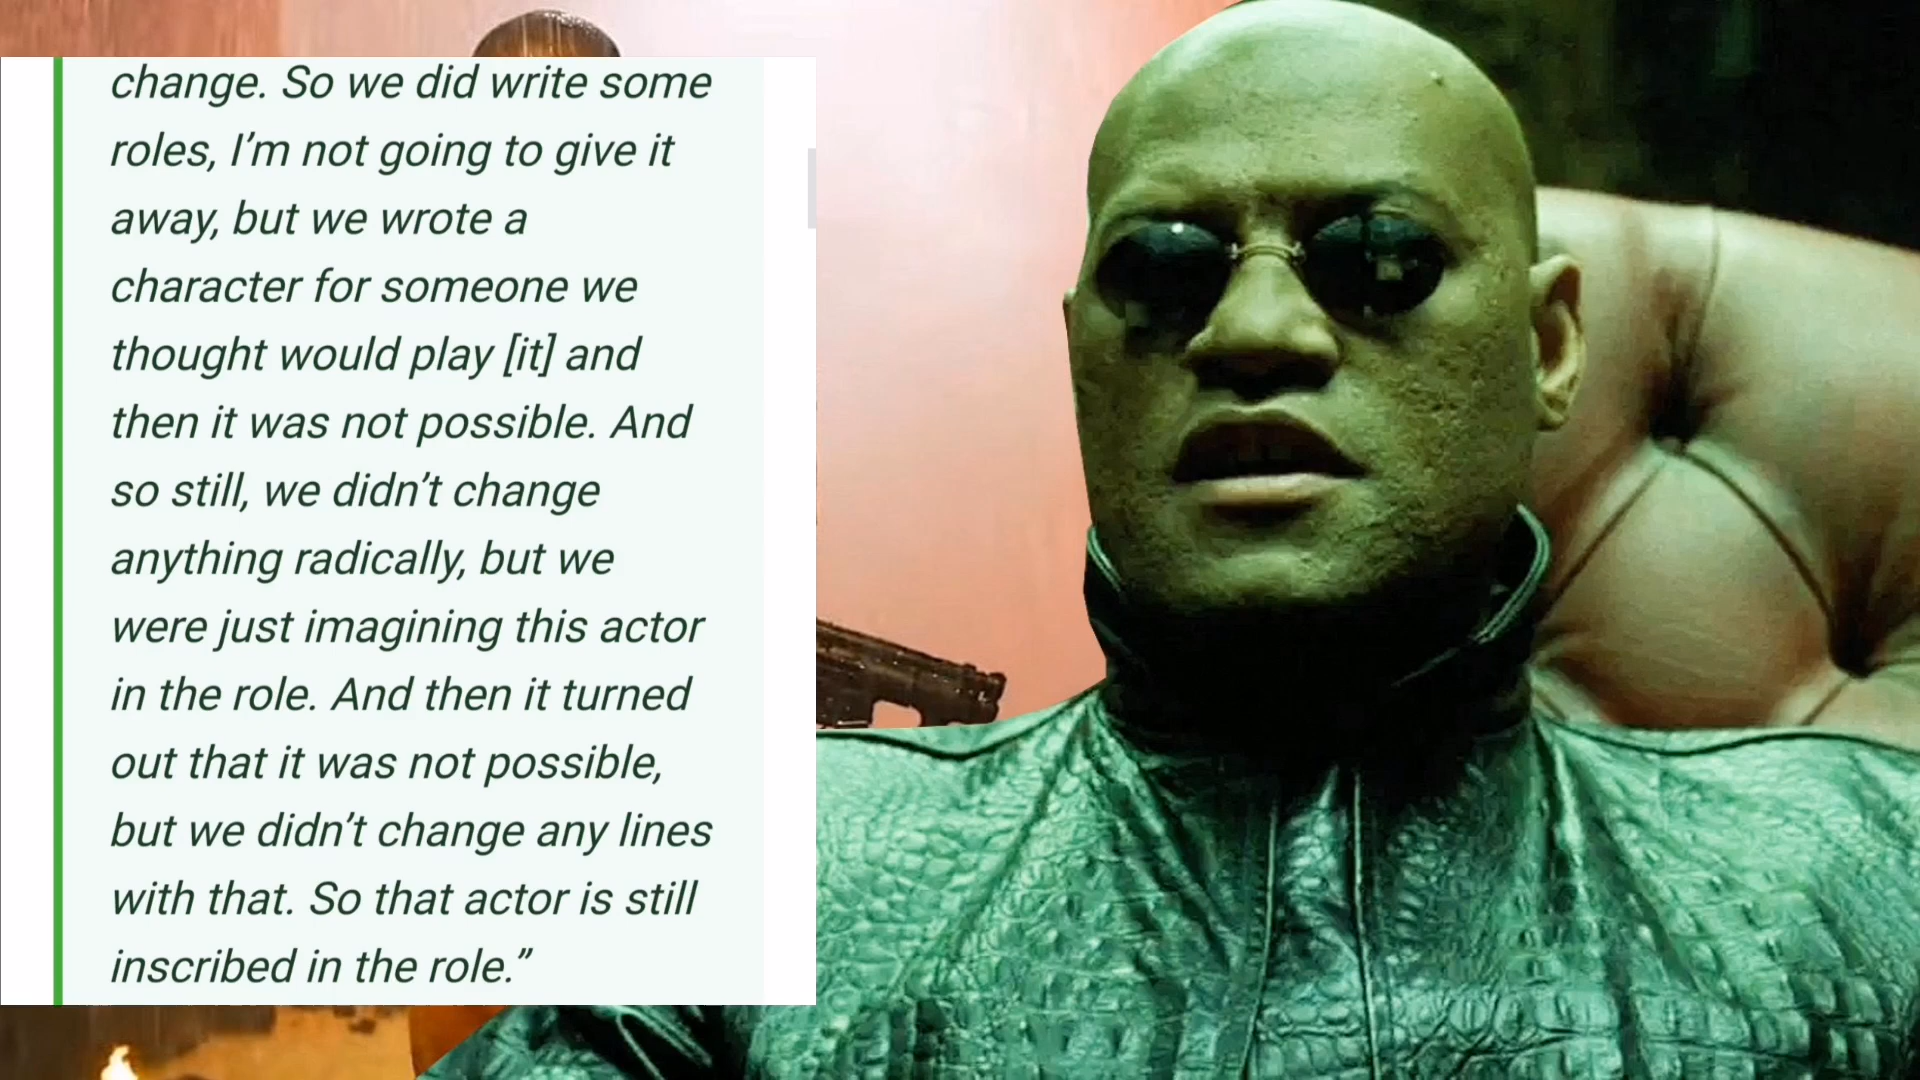 change. So we did write some
roles, I’m not going to give it
away, but we wrote a
character for someone we
thought would play [it] and
then it was not possible. And
so still, we didn’t change
anything radically, but we
were just imagining this actor
in the role. And then it turned
out that it was not possible,
but we didn’t change any lines
with that. So that actor is still
inscribed in the role.”